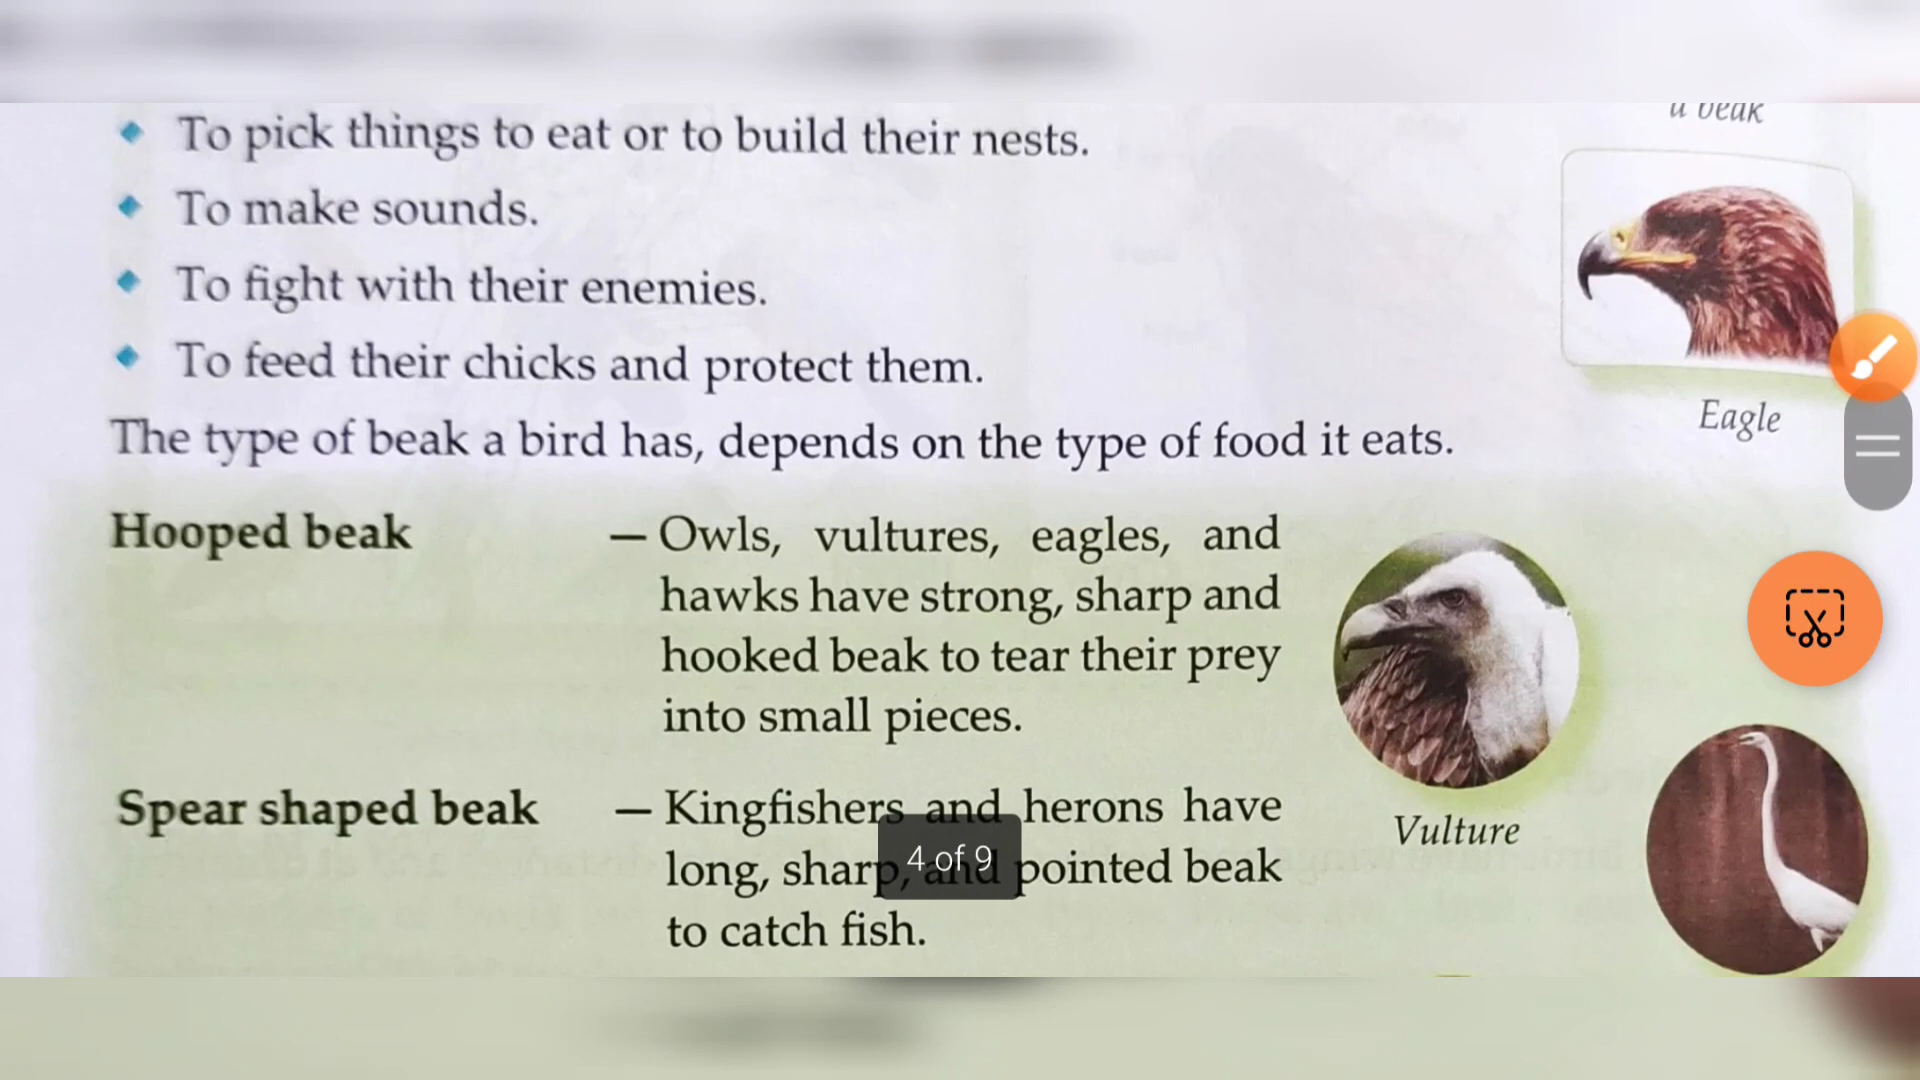 a beak
To pick things to eat or to build their nests.
To make sounds.
To fight with their enemies.
To feed their chicks and protect them.
Eagle
The type of beak a bird has, depends on the type of food it eats.
Hooped beak — Owls, vultures, eagles, and
hawks have strong, sharp and
hooked beak to tear their prey
into small pieces.
Vulture
Spear shaped beak — Kingfishers and herons have
long, sharp, and pointed beak
to catch fish.
4 of 9